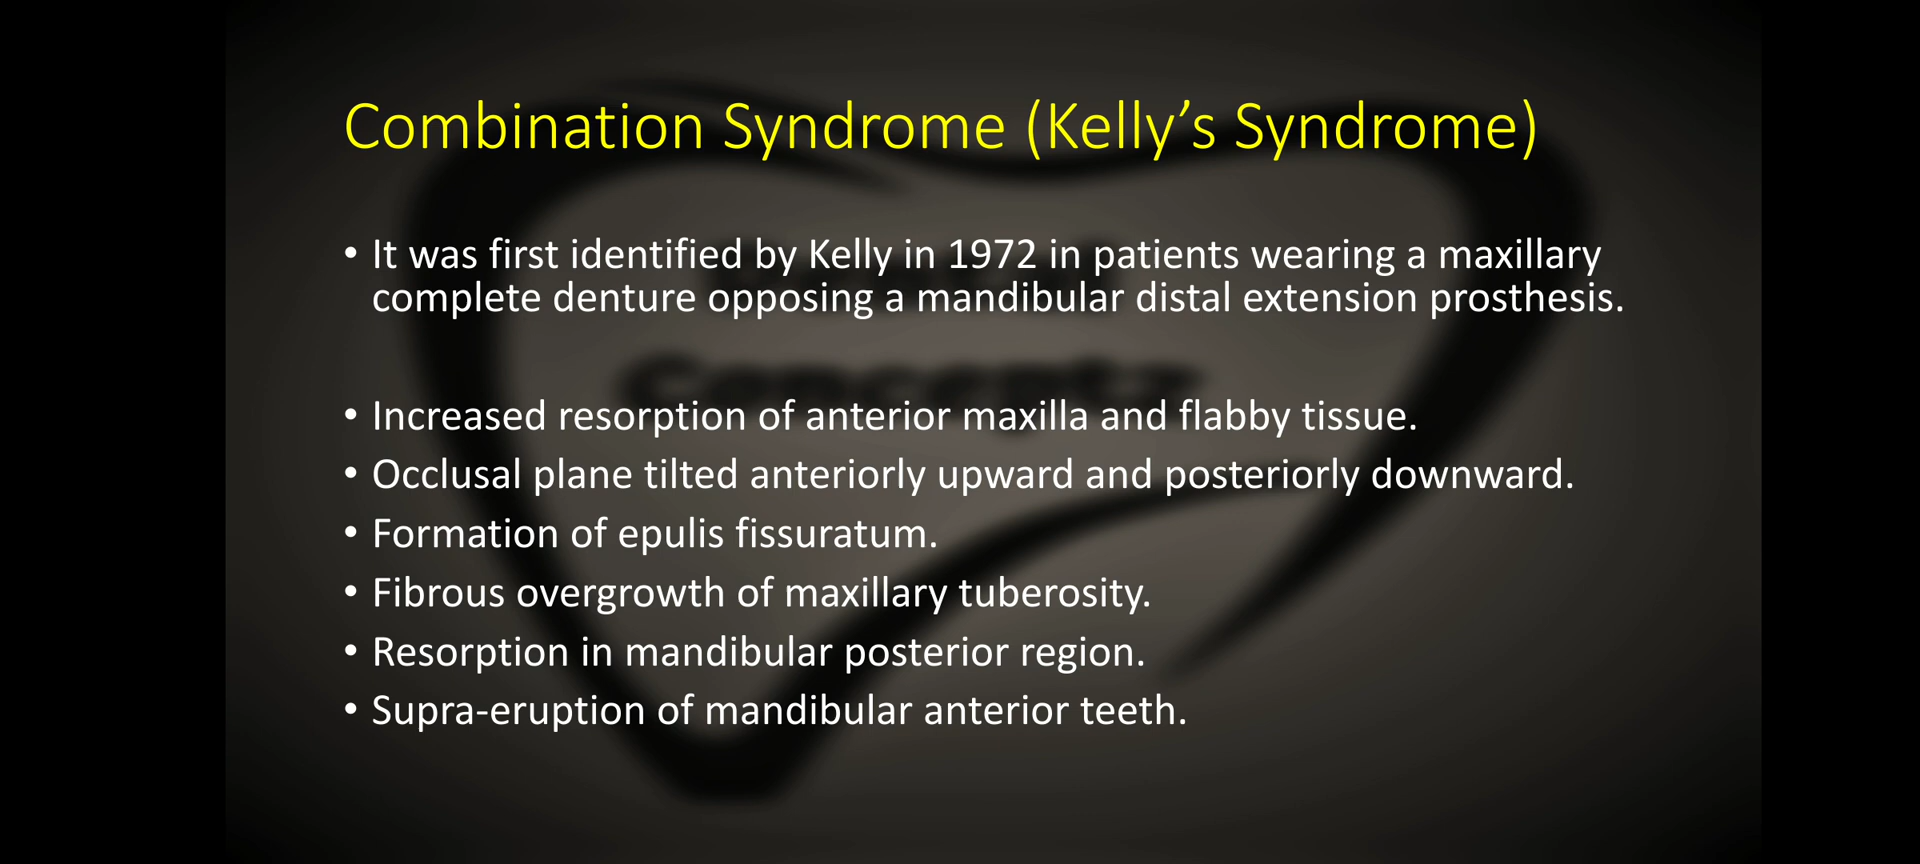 Combination Syndrome (Kelly’s Syndrome)
• It was first identified by Kelly in 1972 in patients wearing a maxillary
complete denture opposing a mandibular distal extension prosthesis.
• Increased resorption of anterior maxilla and flabby tissue.
• Occlusal plane tilted anteriorly upward and posteriorly downward.
• Formation of epulis fissuratum.
• Fibrous overgrowth of maxillary tuberosity.
• Resorption in mandibular posterior region.
• Supra-eruption of mandibular anterior teeth.